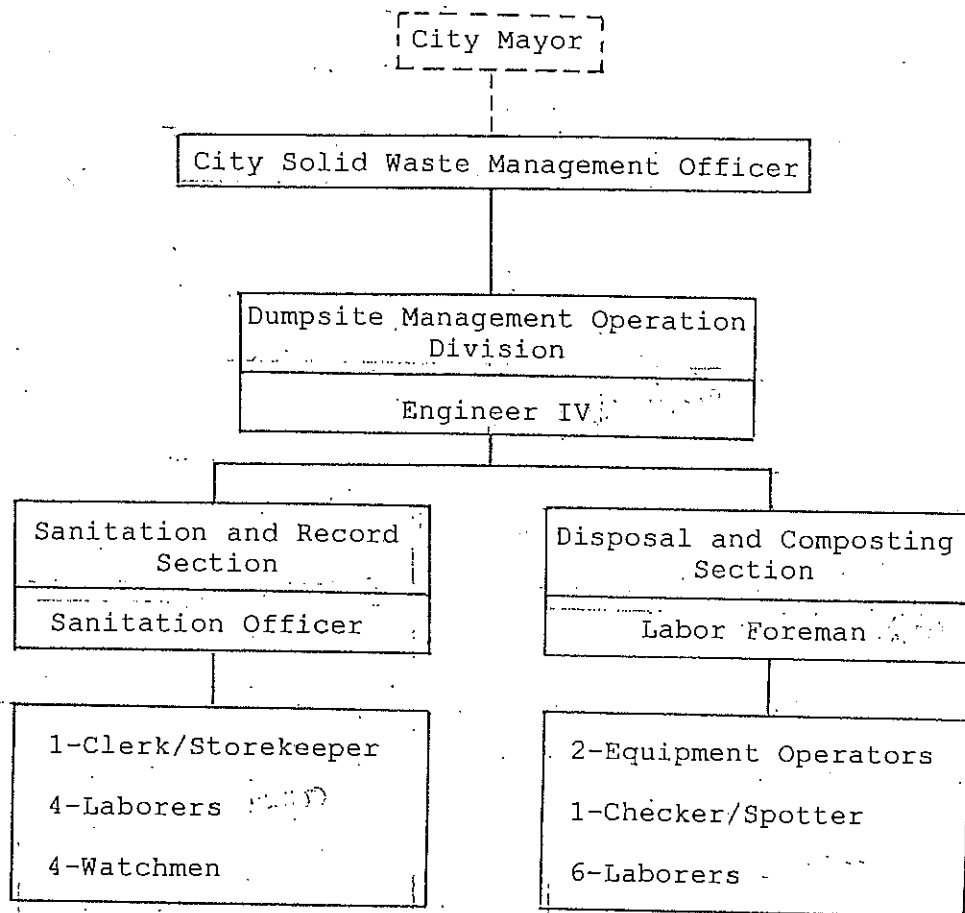 City Mayor
City Solid Waste Management Officer
Dumpsite Management Operation
Division
Engineer IV
Sanitation and Record
Section
Sanitation Officer
Disposal and Composting
Section
Labor Foreman
1-Clerk/Storekeeper
4-Laborers
4-Watchmen
2-Equipment Operators
1-Checker/Spotter
6-Laborers